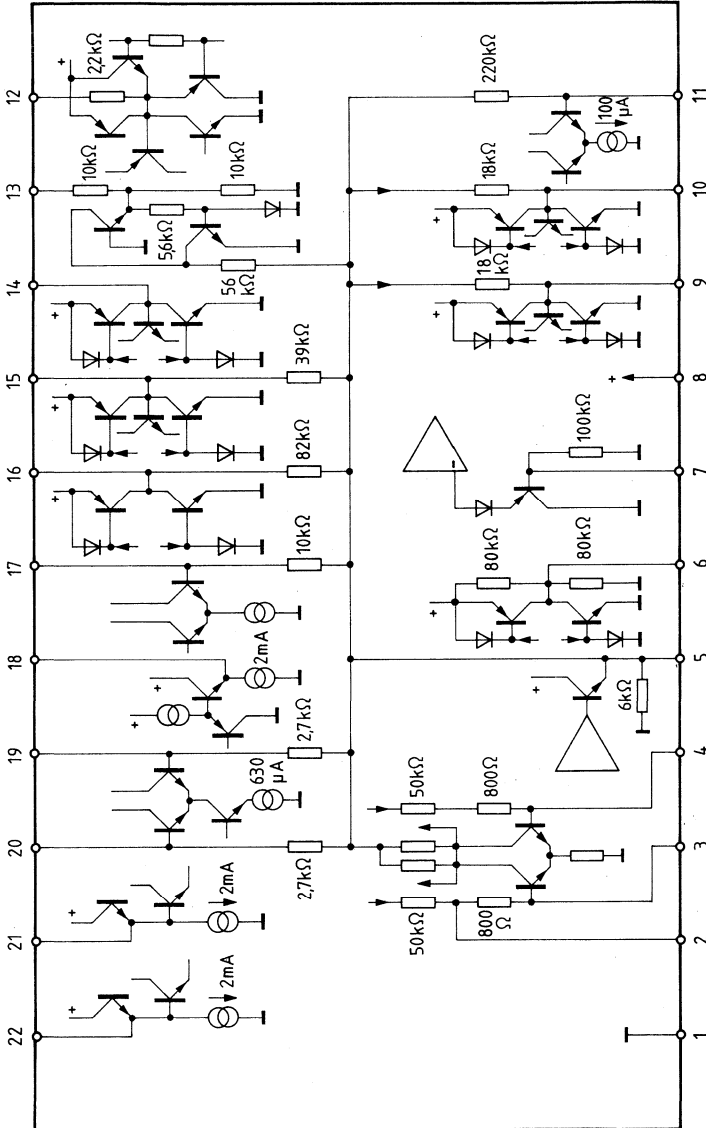 22 21 20 19 18 17 16 15 14 13 12
+ + + + + + +
10kΩ 2,2kΩ
+
+
5,6kΩ
2mA 2mA 630 µA 2mA 56 kΩ 10kΩ
2,7kΩ 2,7kΩ 10kΩ 82kΩ 39kΩ
50kΩ 50kΩ + + + +
− 18 kΩ 18kΩ 220kΩ
800 Ω 800Ω 80kΩ
100kΩ
6kΩ 80kΩ + 100 µA
1 2 3 4 5 6 7 8 9 10 11